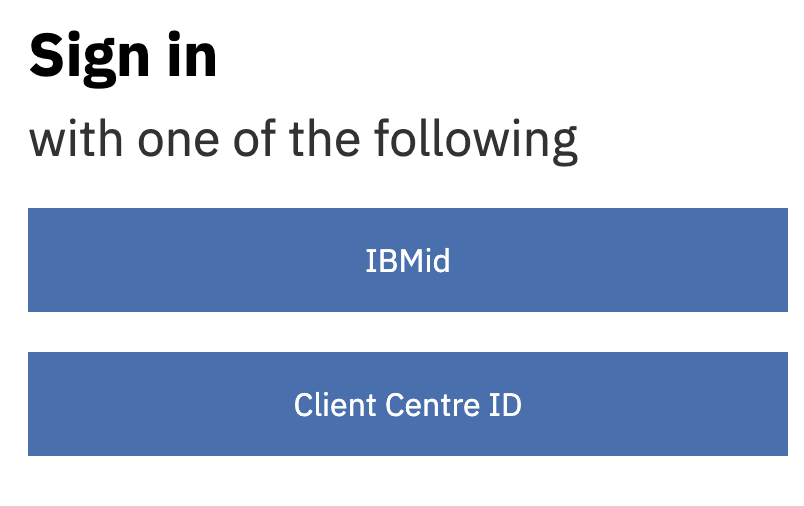 Sign in
with one of the following
IBMid
Client Centre ID